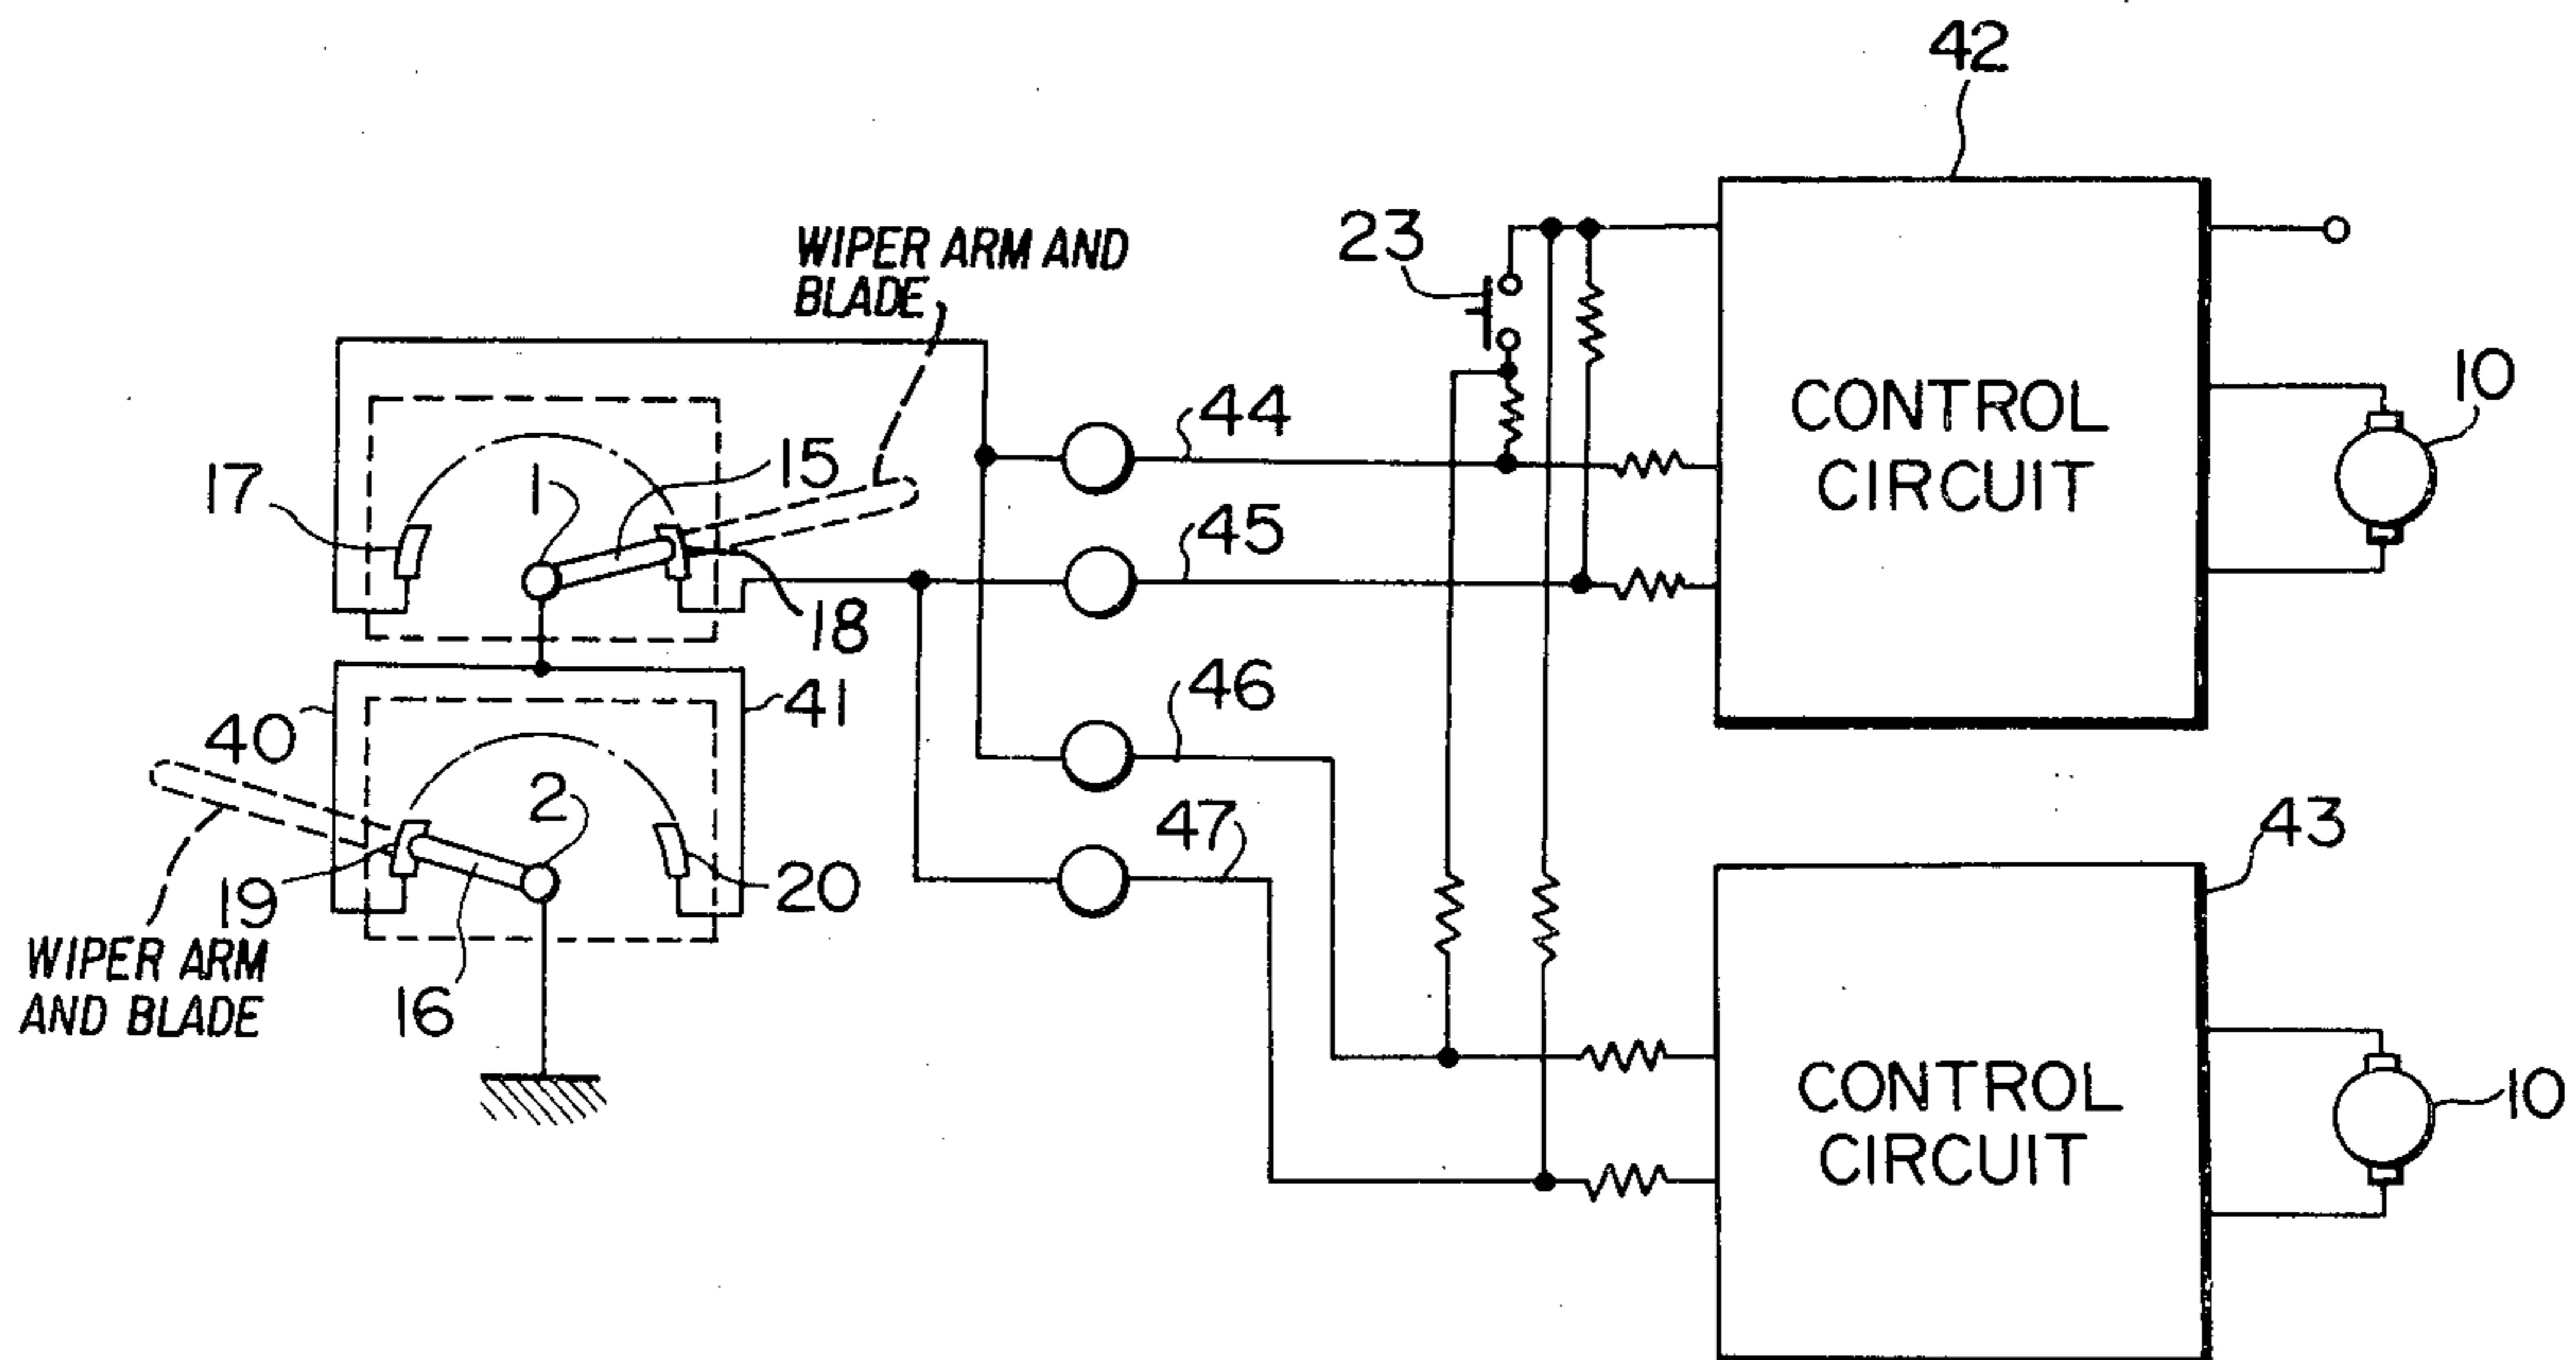 42
WIPER ARM AND
BLADE
23
44
10
CONTROL
CIRCUIT
17
1
15
45
18
46
40
41
47
2
43
19
20
WIPER ARM
AND BLADE
16
CONTROL
CIRCUIT
10